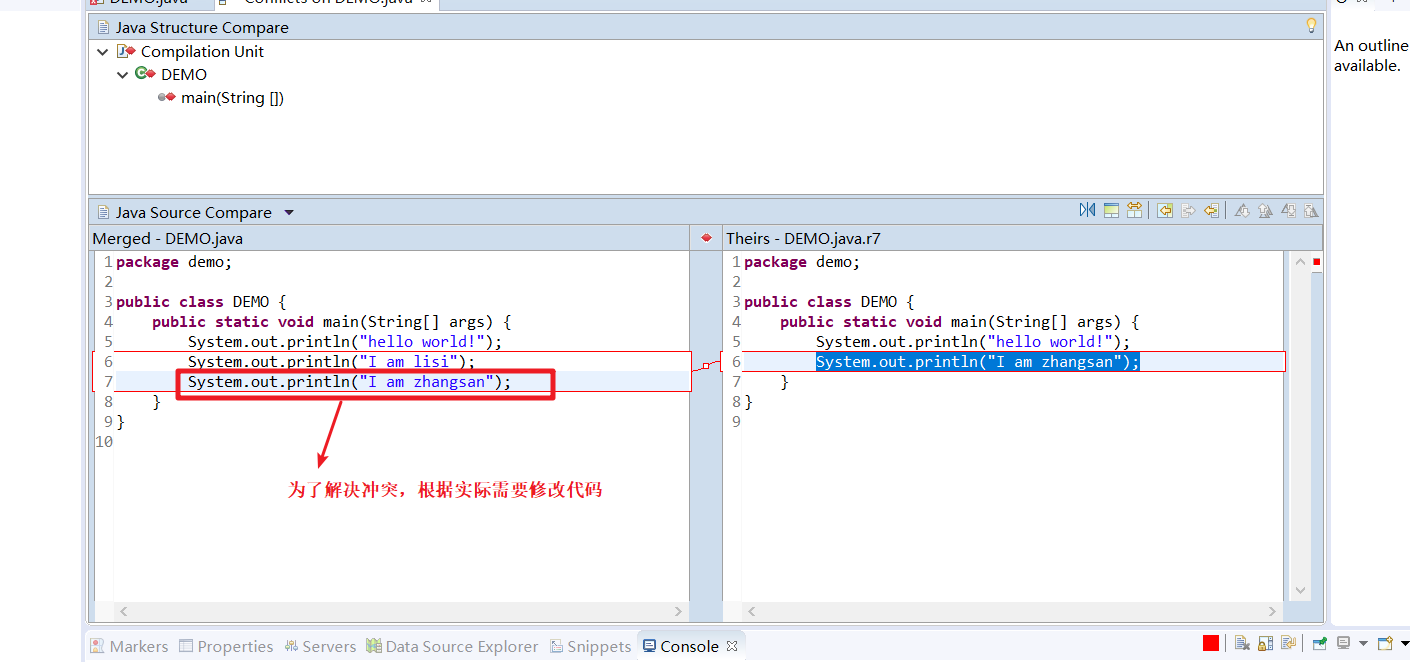 DEMO.java
Conflicts on DEMO.java
Java Structure Compare
Compilation Unit
DEMO
main(String [])
An outline
available.
Java Source Compare
Merged - DEMO.java
1 package demo;
2
3 public class DEMO {
4 public static void main(String[] args) {
5 System.out.println("hello world!");
6 System.out.println("I am lisi");
7 System.out.println("I am zhangsan");
8 }
9 }
10
为了解决冲突，根据实际需要修改代码
Theirs - DEMO.java.r7
1 package demo;
2
3 public class DEMO {
4 public static void main(String[] args) {
5 System.out.println("hello world!");
6 System.out.println("I am zhangsan");
7 }
8 }
9
Markers Properties Servers Data Source Explorer Snippets Console